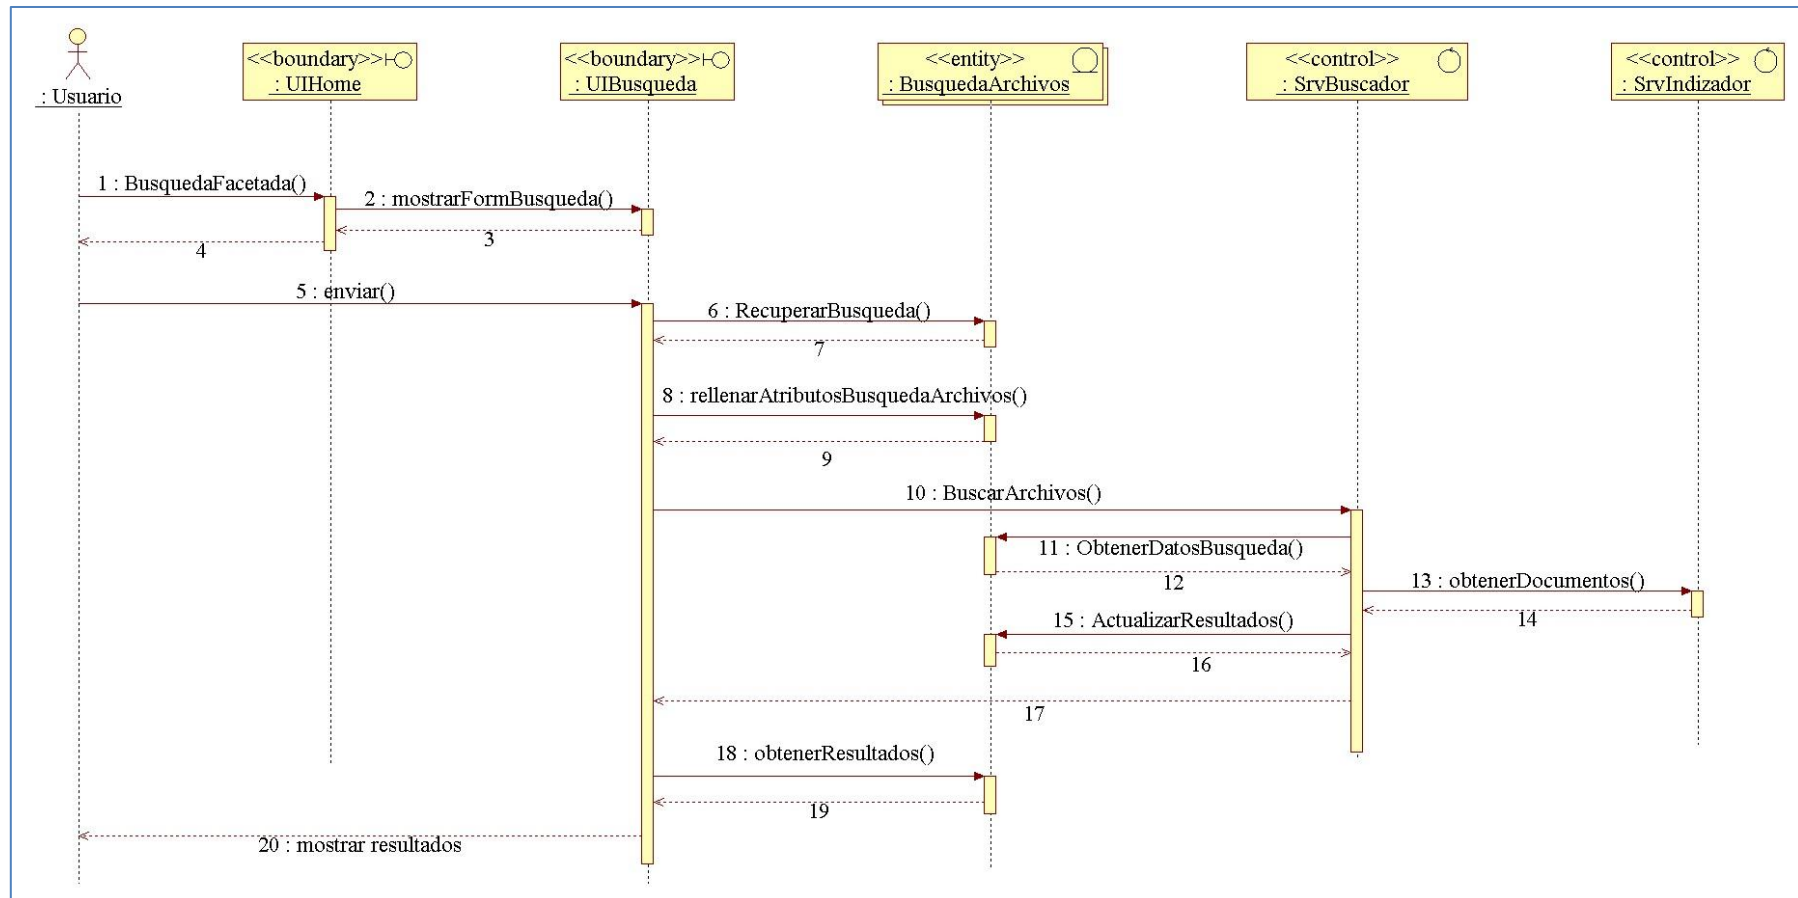 <<boundary>>
: UIHome
<<boundary>>
: UIBusqueda
<<entity>>
: BusquedaArchivos
<<control>>
: SrvBuscador
<<control>>
: SrvIndizador
: Usuario
1 : BusquedaFacetada()
2 : mostrarFormBusqueda()
3
4
5 : enviar()
6 : RecuperarBusqueda()
7
8 : rellenarAtributosBusquedaArchivos()
9
10 : BuscarArchivos()
11 : ObtenerDatosBusqueda()
12
13 : obtenerDocumentos()
14
15 : ActualizarResultados()
16
17
18 : obtenerResultados()
19
20 : mostrar resultados